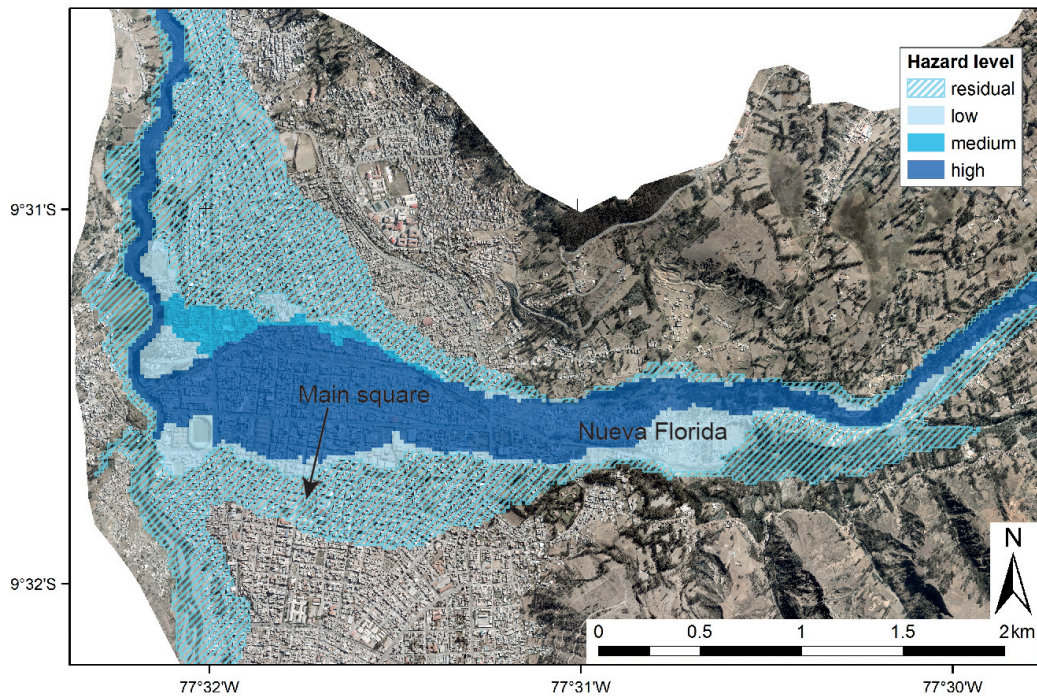 Hazard level
residual
low
medium
high
9°31'S
Main square
Nueva Florida
N
9°32'S
0 0.5 1 1.5 2 km
77°32'W 77°31'W 77°30'W